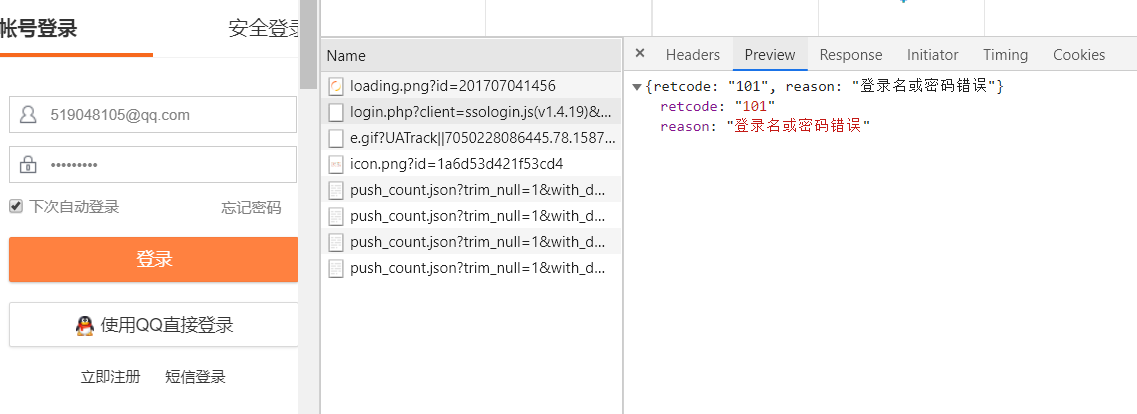 帐号登录
安全登录
519048105@qq.com
•••••••••
下次自动登录
忘记密码
登录
使用QQ直接登录
立即注册
短信登录
Name
loading.png?id=201707041456
login.php?client=ssologin.js(v1.4.19)&...
e.gif?UATrack||7050228086445.78.1587...
icon.png?id=1a6d53d421f53cd4
push_count.json?trim_null=1&with_d...
push_count.json?trim_null=1&with_d...
push_count.json?trim_null=1&with_d...
push_count.json?trim_null=1&with_d...
× Headers Preview Response Initiator Timing Cookies
▼{retcode: "101", reason: "登录名或密码错误"}
retcode: "101"
reason: "登录名或密码错误"